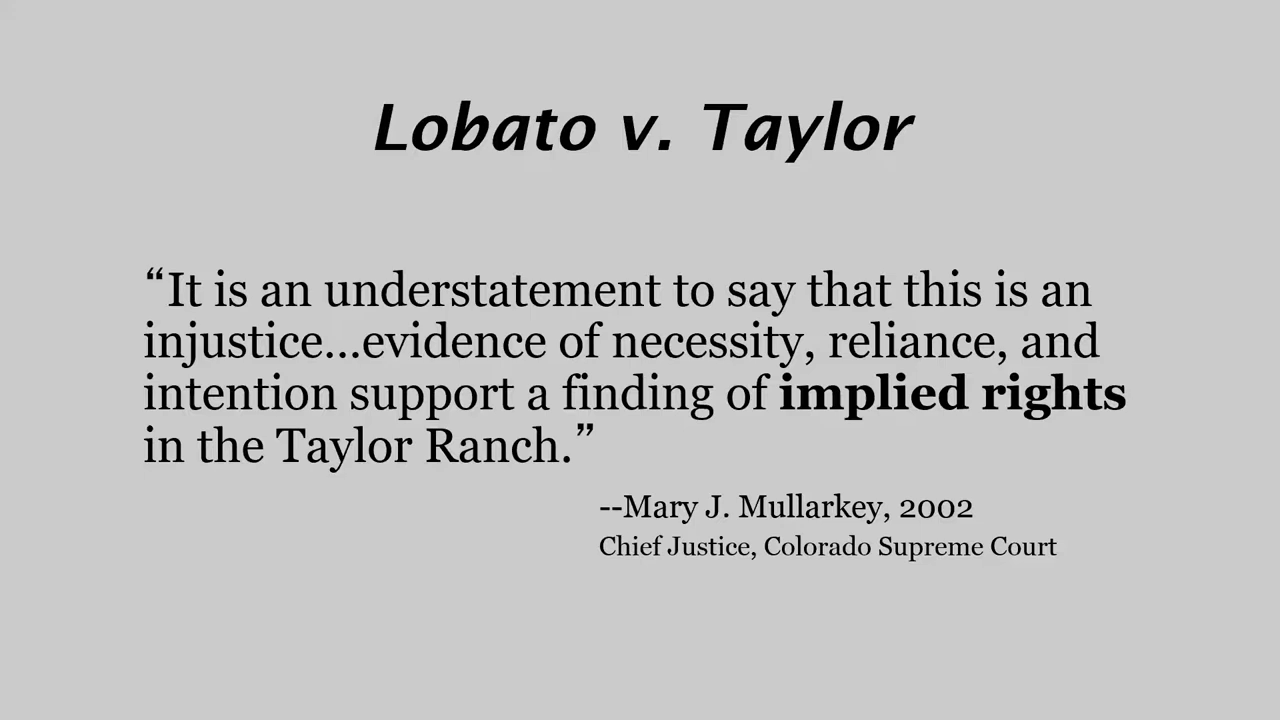 Lobato v. Taylor
“It is an understatement to say that this is an
injustice...evidence of necessity, reliance, and
intention support a finding of implied rights
in the Taylor Ranch.”
--Mary J. Mullarkey, 2002
Chief Justice, Colorado Supreme Court